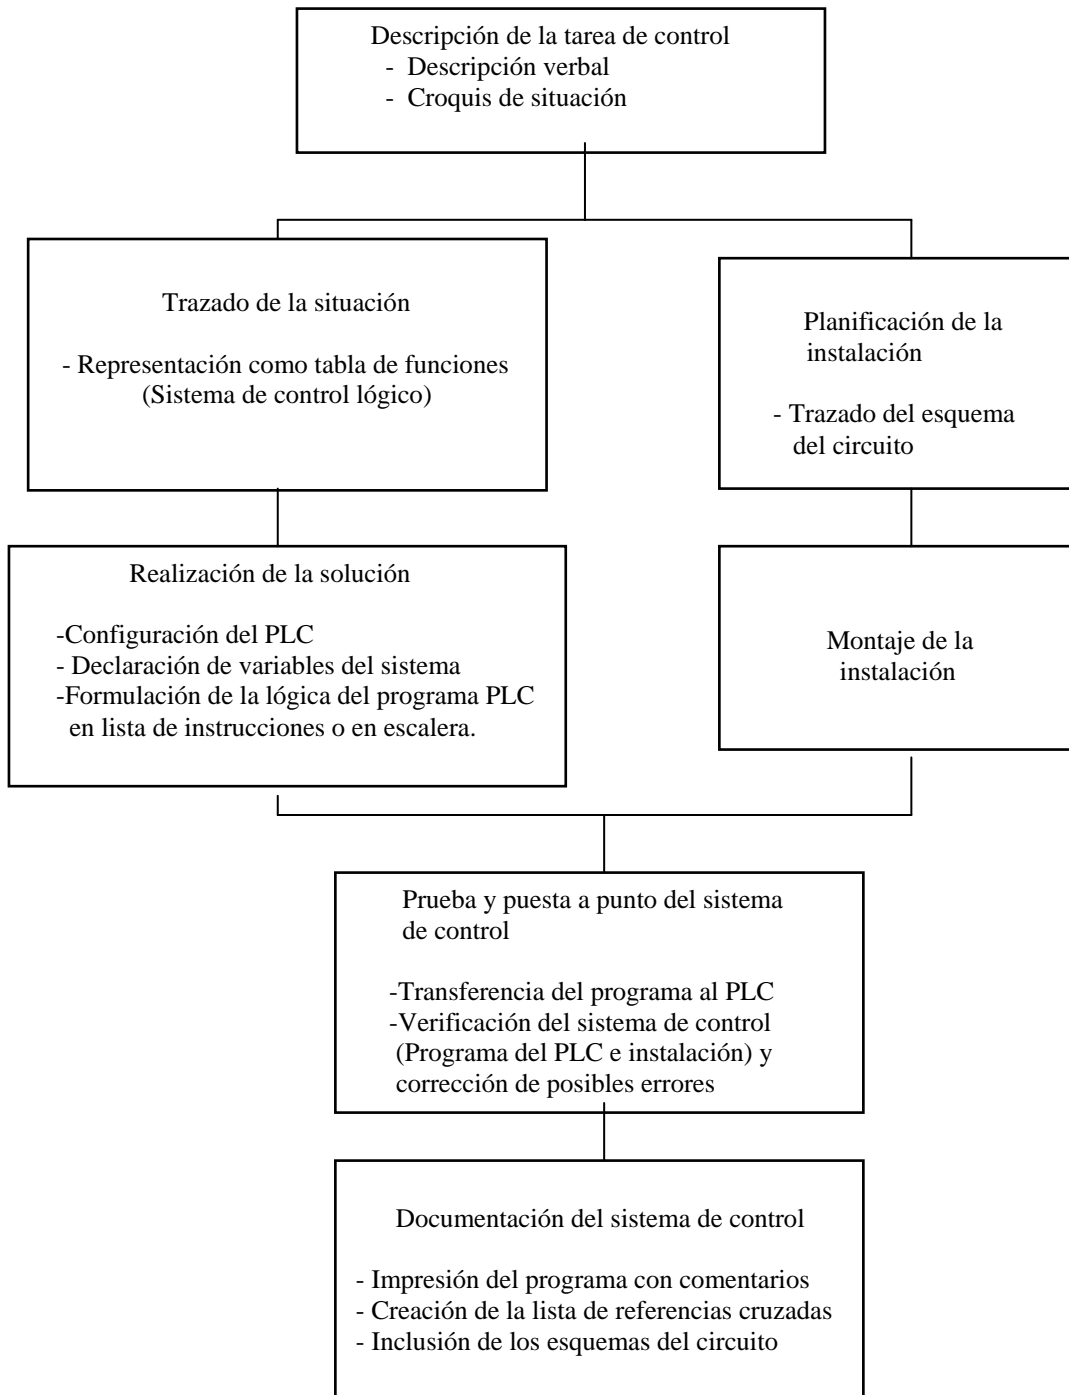 Descripción de la tarea de control
- Descripción verbal
- Croquis de situación
Trazado de la situación
- Representación como tabla de funciones
(Sistema de control lógico)
Planificación de la
instalación
- Trazado del esquema
del circuito
Realización de la solución
-Configuración del PLC
- Declaración de variables del sistema
-Formulación de la lógica del programa PLC
en lista de instrucciones o en escalera.
Montaje de la
instalación
Prueba y puesta a punto del sistema
de control
-Transferencia del programa al PLC
-Verificación del sistema de control
(Programa del PLC e instalación) y
corrección de posibles errores
Documentación del sistema de control
- Impresión del programa con comentarios
- Creación de la lista de referencias cruzadas
- Inclusión de los esquemas del circuito